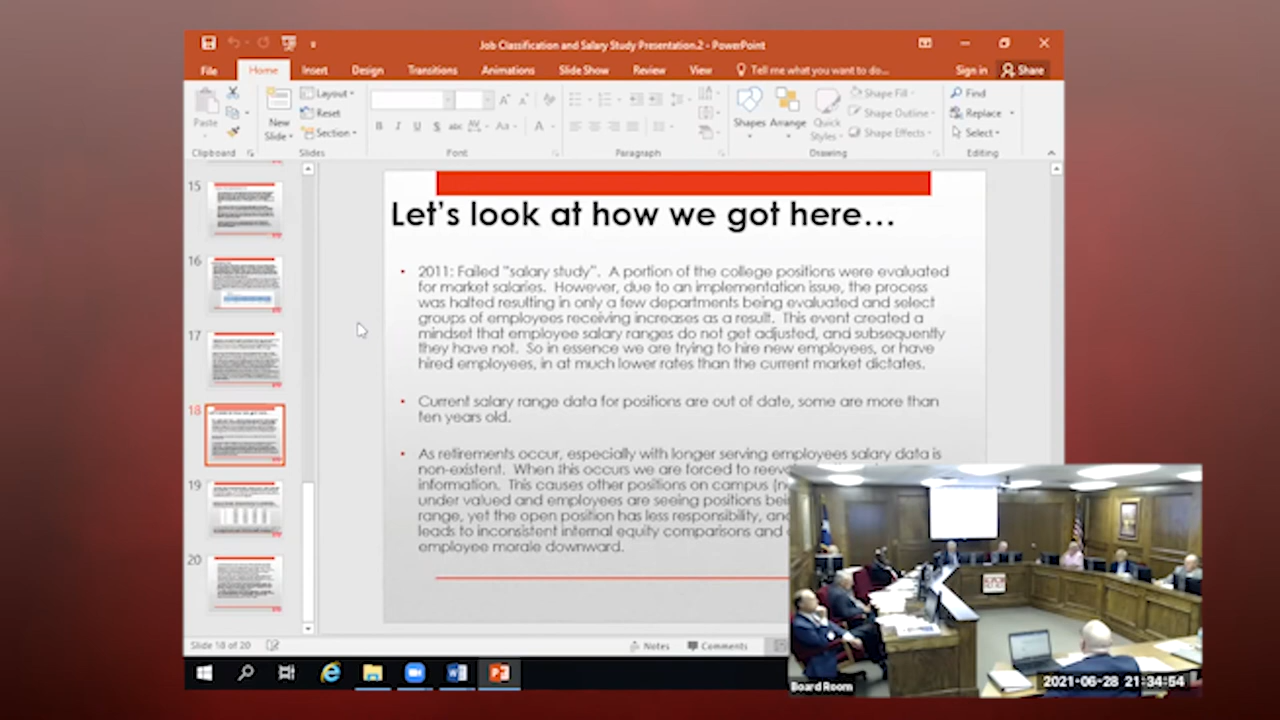 Job Classification and Salary Study Presentation.2 - PowerPoint
File Home Insert Design Transitions Animations Slide Show Review View Tell me what you want to do... Sign in Share
Paste
New Slide
Layout
Reset
Section
Shapes Arrange Quick Styles
Shape Fill
Shape Outline
Shape Effects
Find
Replace
Select
Clipboard Slides Font Paragraph Drawing Editing
15
16
17
18
19
20
Let's look at how we got here...
• 2011: Failed "salary study". A portion of the college positions were evaluated
for market salaries. However, due to an implementation issue, the process
was halted resulting in only a few departments being evaluated and select
groups of employees receiving increases as a result. This event created a
mindset that employee salary ranges do not get adjusted, and subsequently
they have not. So in essence we are trying to hire new employees, or have
hired employees, in at much lower rates than the current market dictates.
• Current salary range data for positions are out of date, some are more than
ten years old.
• As retirements occur, especially with longer serving employees salary data is
non-existent. When this occurs we are forced to
information. This causes other positions on campus
under valued and employees are seeing positions
range, yet the open position has less responsibility,
leads to inconsistent internal equity comparisons and
employee morale downward.
Slide 18 of 20
Notes Comments
Board Room
2021-06-28 21:34:54